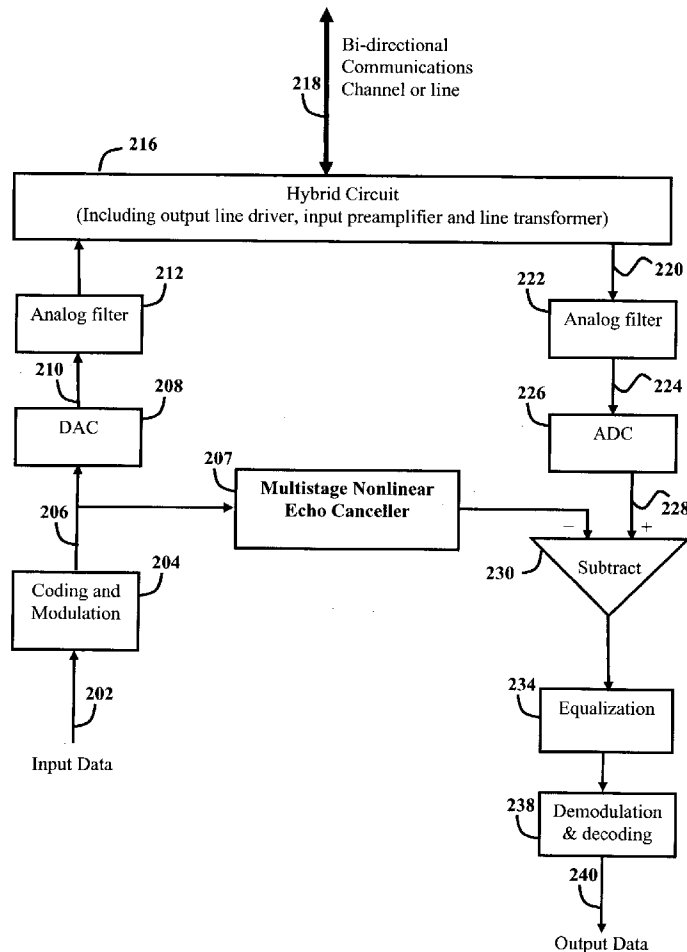 Bi-directional
Communications
Channel or line
218
216
Hybrid Circuit
(Including output line driver, input preamplifier and line transformer)
212
220
222
Analog filter
Analog filter
210
208
224
226
DAC
ADC
207
Multistage Nonlinear
Echo Canceller
228
206
− +
204
230
Subtract
Coding and
Modulation
202
234
Equalization
Input Data
238
Demodulation
& decoding
240
Output Data